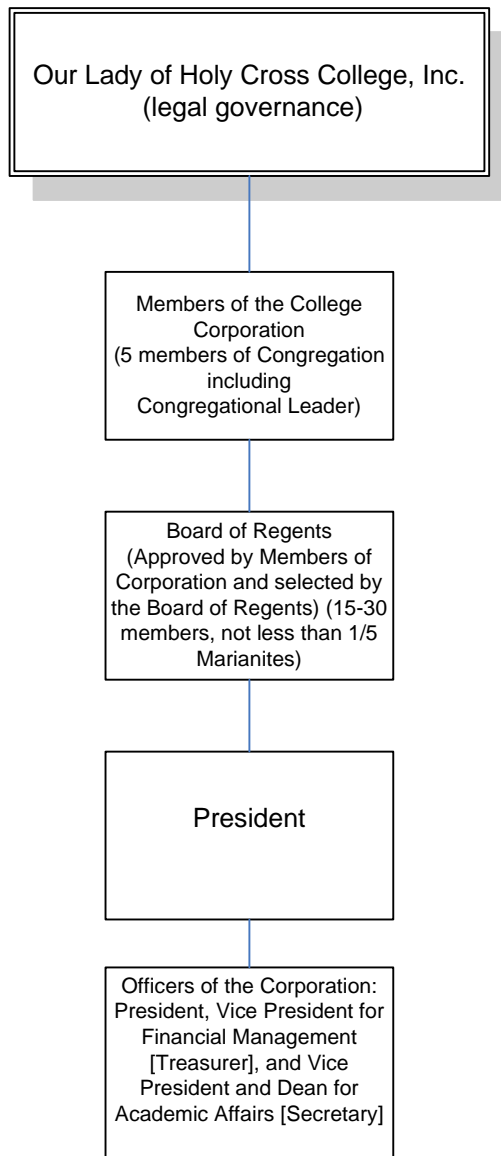 Our Lady of Holy Cross College, Inc.
(legal governance)
Members of the College
Corporation
(5 members of Congregation
including
Congregational Leader)
Board of Regents
(Approved by Members of
Corporation and selected by
the Board of Regents) (15-30
members, not less than 1/5
Marianites)
President
Officers of the Corporation:
President, Vice President for
Financial Management
[Treasurer], and Vice
President and Dean for
Academic Affairs [Secretary]